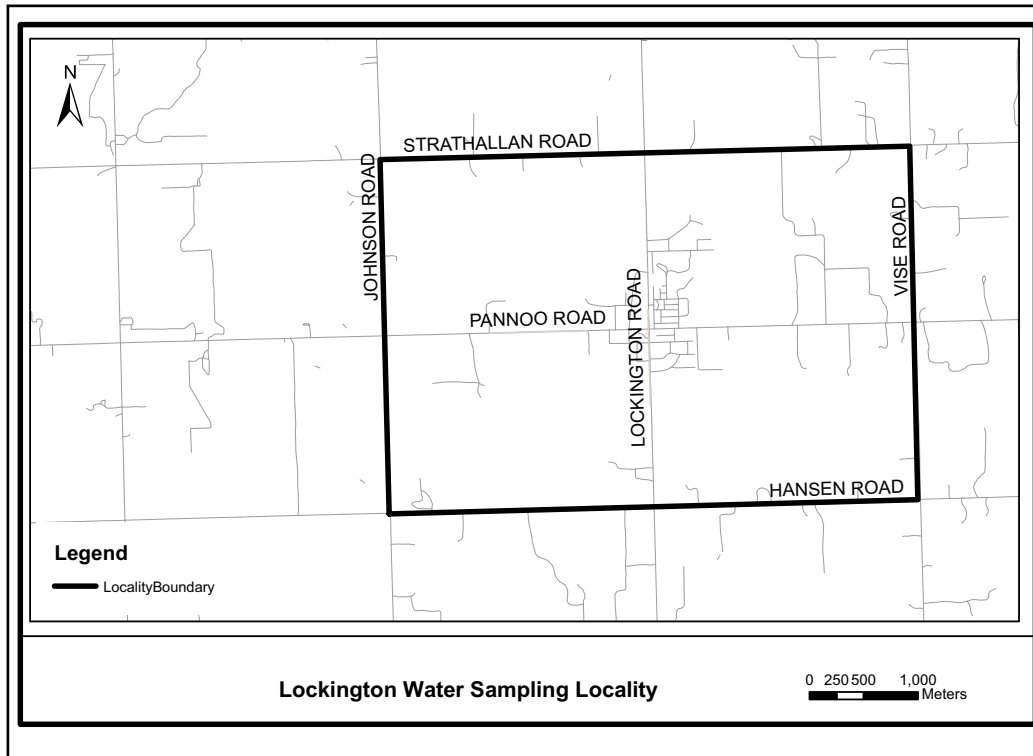 N
STRATHALLAN ROAD
JOHNSON ROAD
VISE ROAD
LOCKINGTON ROAD
PANNOO ROAD
HANSEN ROAD
Legend
LocalityBoundary
Lockington Water Sampling Locality
0 250 500 1,000
Meters